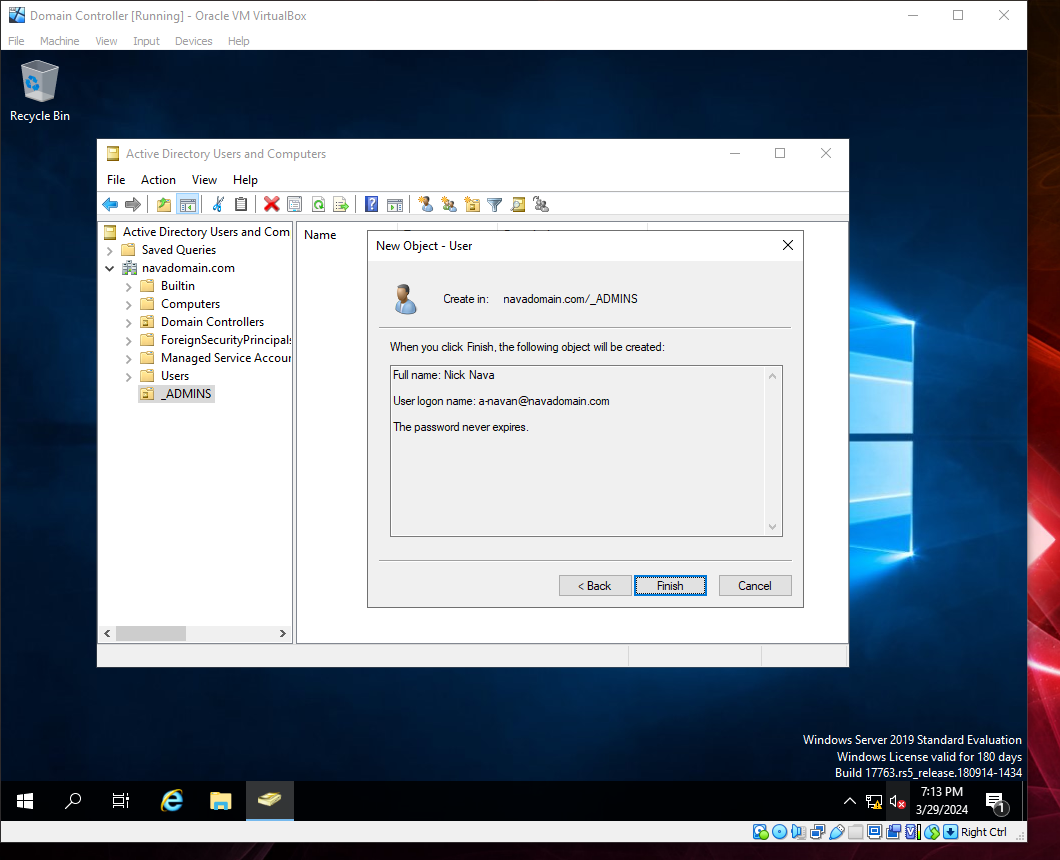 Domain Controller [Running] - Oracle VM VirtualBox
File Machine View Input Devices Help
Recycle Bin
Active Directory Users and Computers
File Action View Help
Active Directory Users and Com
Saved Queries
navadomain.com
Builtin
Computers
Domain Controllers
ForeignSecurityPrincipals
Managed Service Accour
Users
_ADMINS
Name
New Object - User
Create in: navadomain.com/_ADMINS
When you click Finish, the following object will be created:
Full name: Nick Nava
User logon name: a-navan@navadomain.com
The password never expires.
< Back Finish Cancel
Windows Server 2019 Standard Evaluation
Windows License valid for 180 days
Build 17763.rs5_release.180914-1434
7:13 PM
3/29/2024
1
Right Ctrl